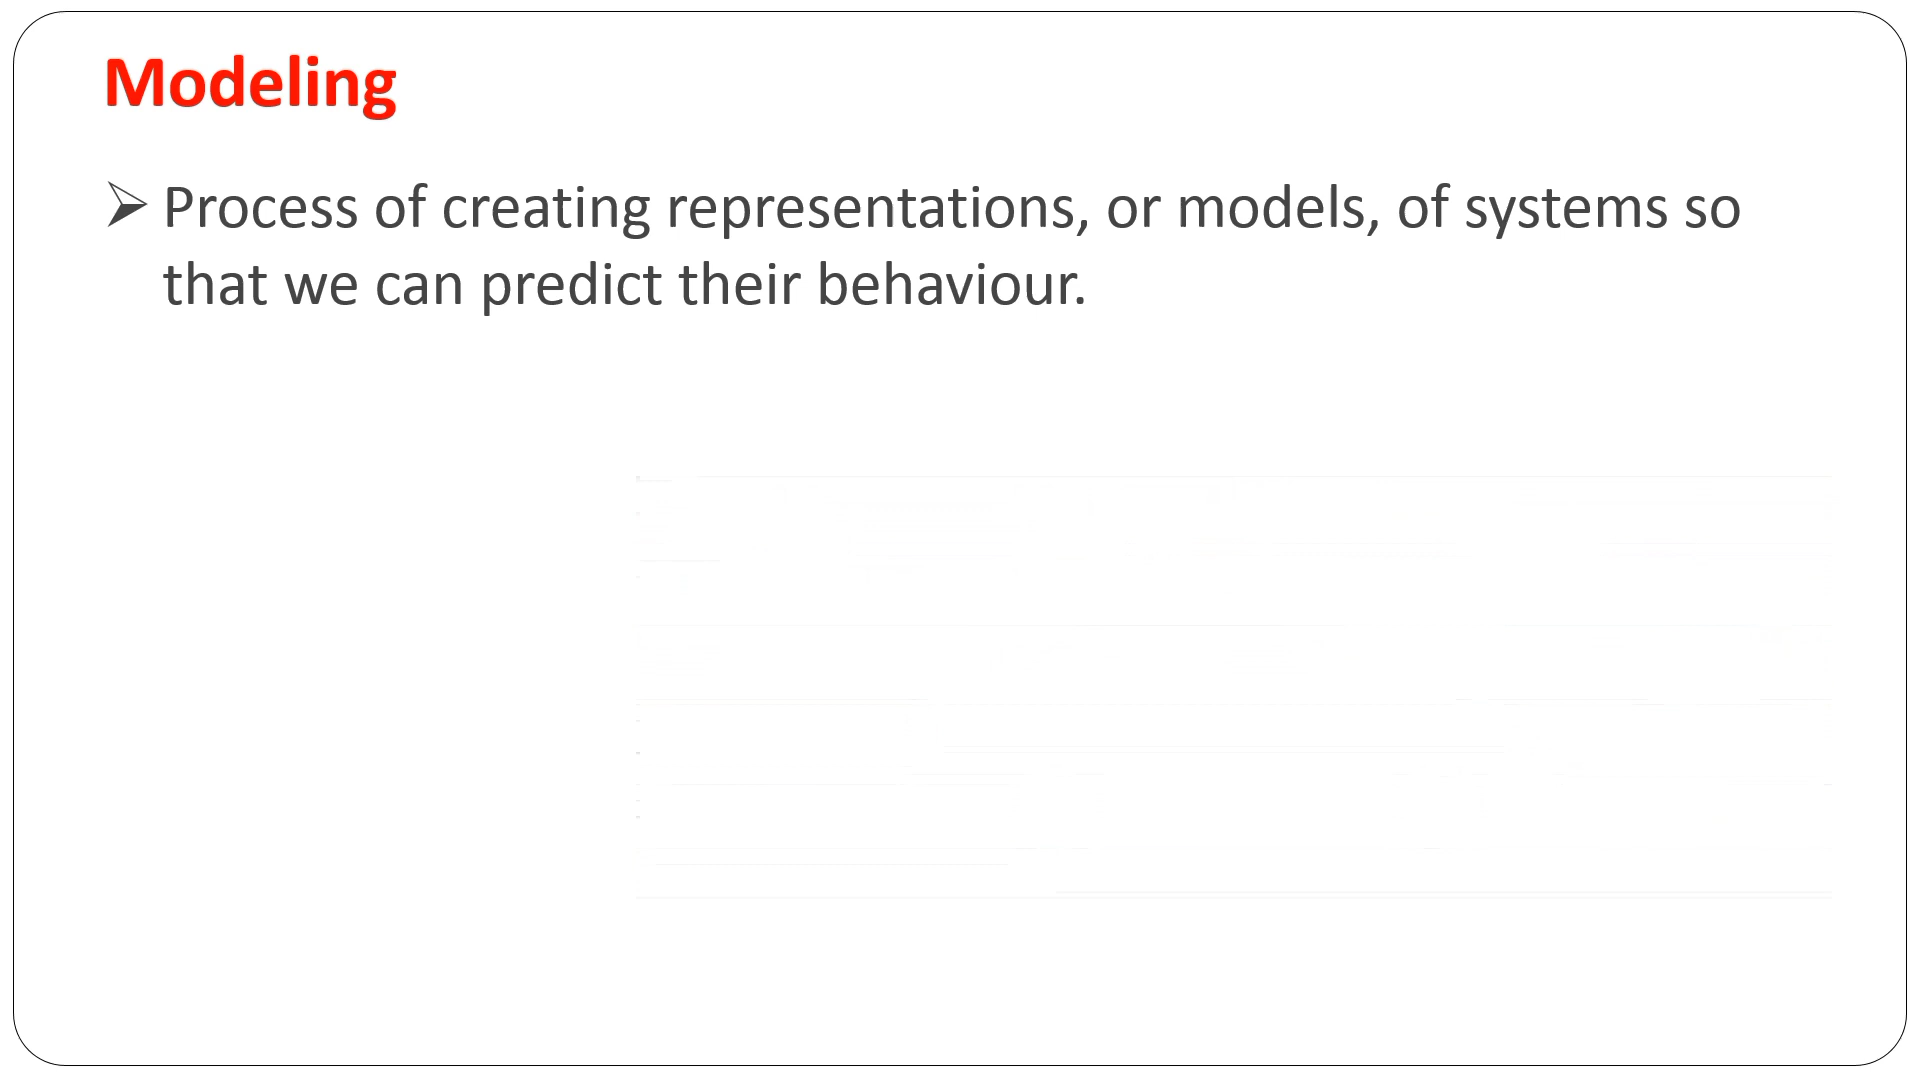 Modeling
Process of creating representations, or models, of systems so
that we can predict their behaviour.